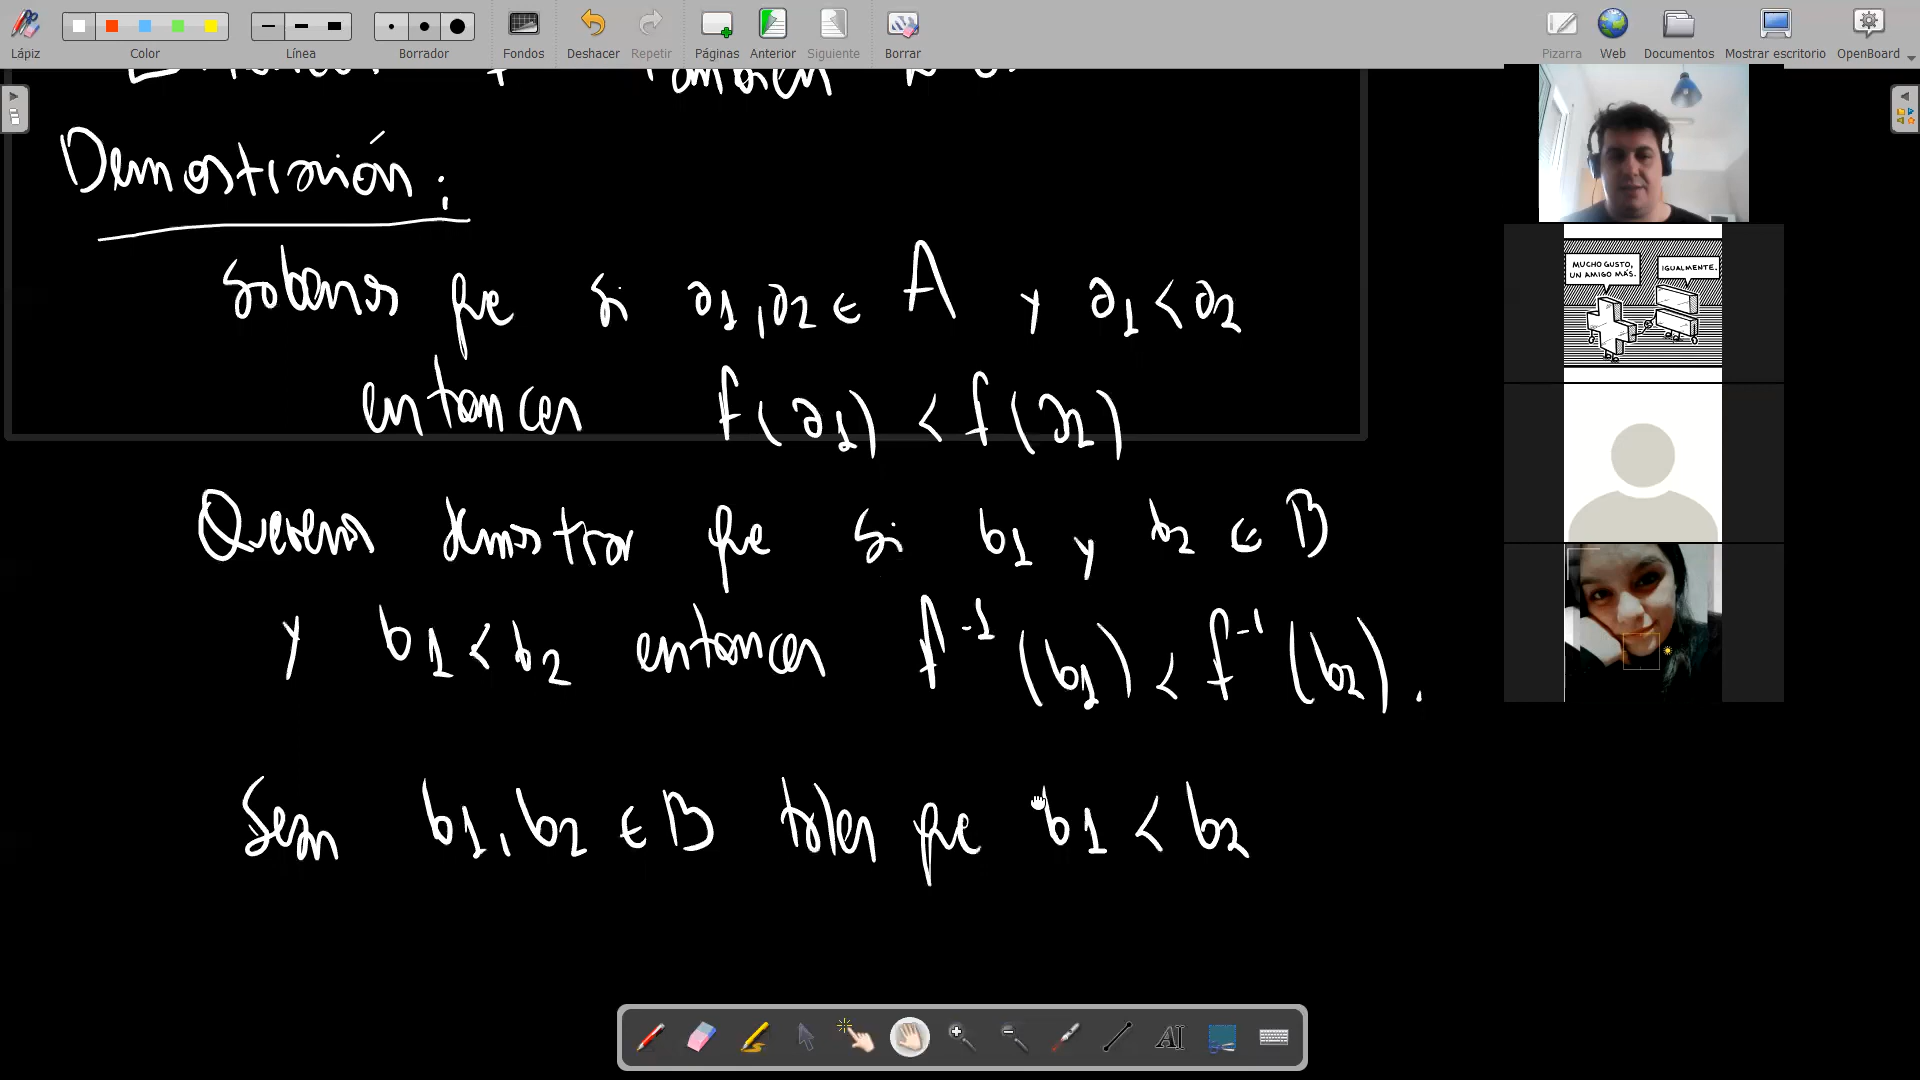 Lápiz Color Línea Borrador Fondos Deshacer Repetir Páginas Anterior Siguiente Borrar Pizarra Web Documentos Mostrar escritorio OpenBoard
también
Demostración:
Sabemos que si a1, a2 ∈ A y a1 < a2
entonces f(a1) < f(a2)
Queremos demostrar que si b1 y b2 ∈ B
y b1 < b2 entonces f⁻¹(b1) < f⁻¹(b2).
Sean b1, b2 ∈ B tales que b1 < b2
MUCHO GUSTO,
UN AMIGO MÁS.
IGUALMENTE.
AI